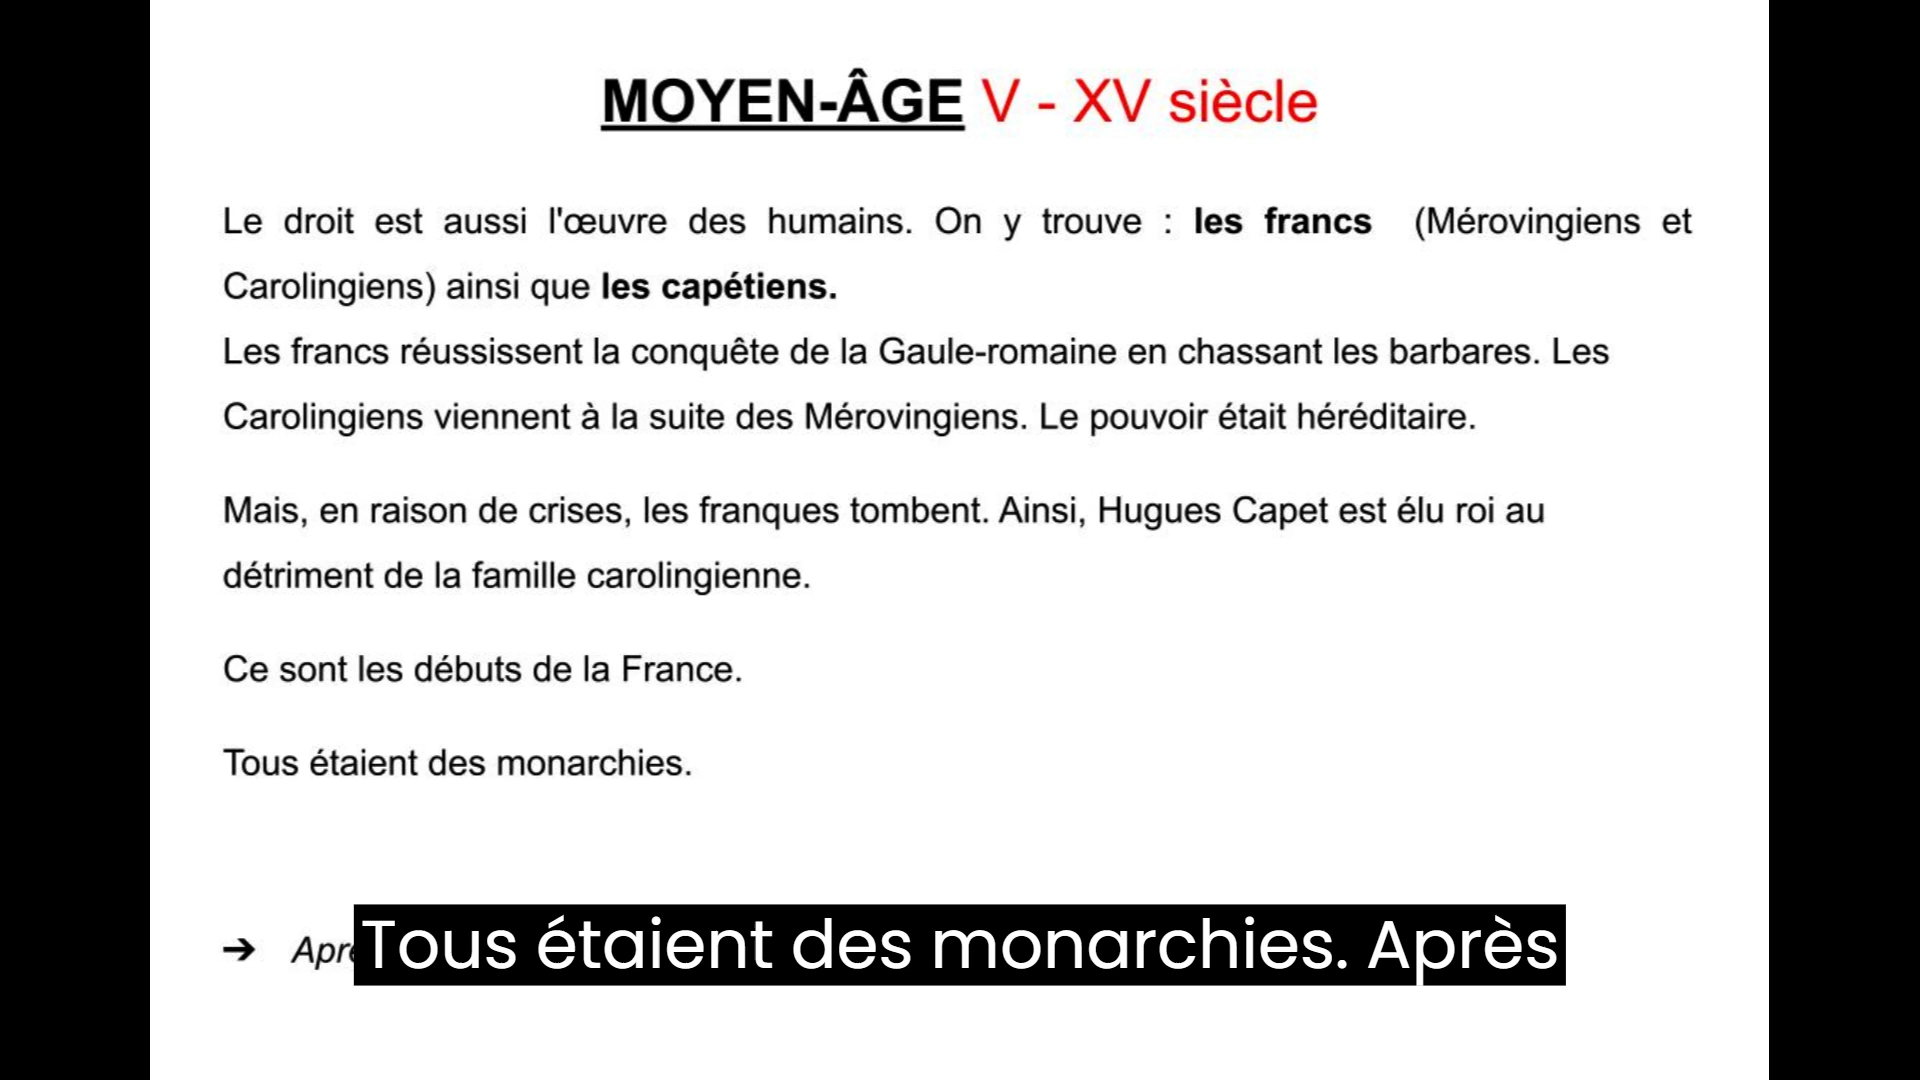 MOYEN-ÂGE V - XV siècle
Le droit est aussi l'œuvre des humains. On y trouve : les francs (Mérovingiens et
Carolingiens) ainsi que les capétiens.
Les francs réussissent la conquête de la Gaule-romaine en chassant les barbares. Les
Carolingiens viennent à la suite des Mérovingiens. Le pouvoir était héréditaire.
Mais, en raison de crises, les franques tombent. Ainsi, Hugues Capet est élu roi au
détriment de la famille carolingienne.
Ce sont les débuts de la France.
Tous étaient des monarchies.
➔
Tous étaient des monarchies. Après